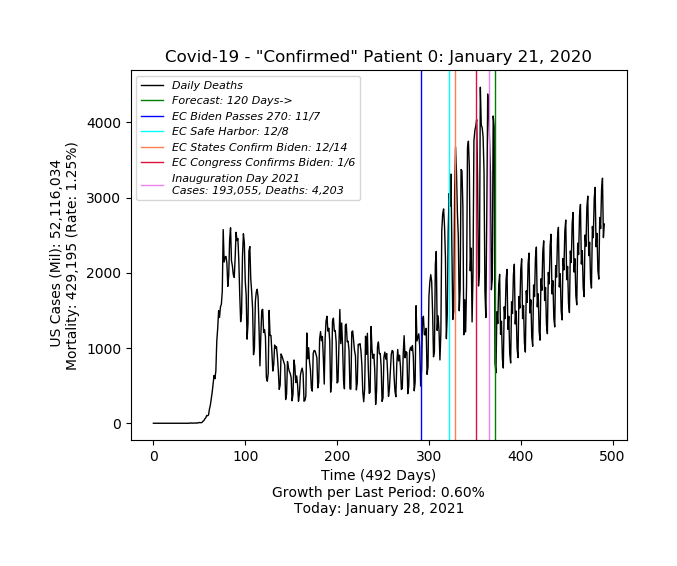 Covid-19 - "Confirmed" Patient 0: January 21, 2020
Daily Deaths
Forecast: 120 Days->
EC Biden Passes 270: 11/7
EC Safe Harbor: 12/8
EC States Confirm Biden: 12/14
EC Congress Confirms Biden: 1/6
Inauguration Day 2021
Cases: 193,055, Deaths: 4,203
US Cases (Mil): 52,116,034
Mortality: 429,195 (Rate: 1.25%)
4000
3000
2000
1000
0
0 100 200 300 400 500
Time (492 Days)
Growth per Last Period: 0.60%
Today: January 28, 2021